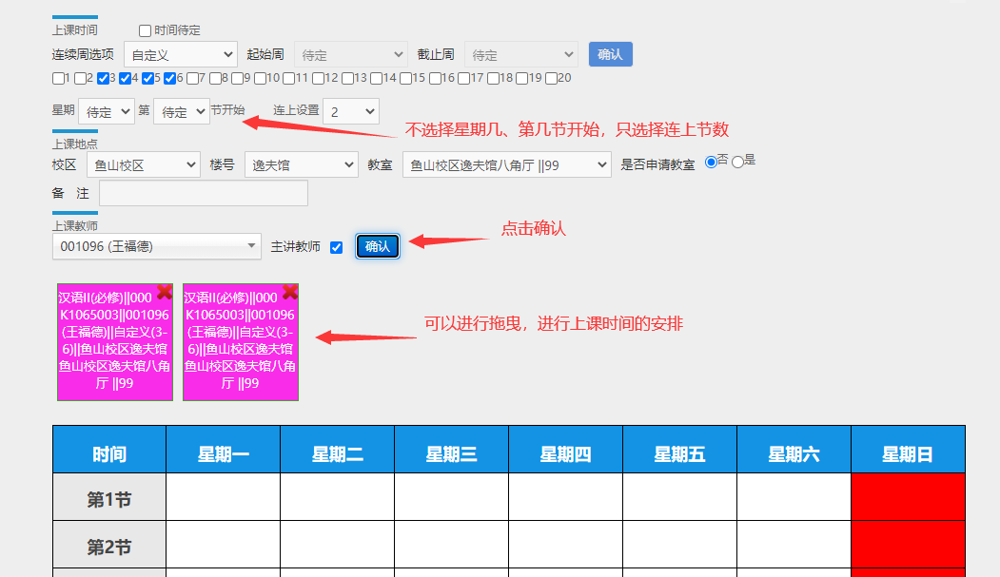 上课时间 时间待定
连续周选项 自定义 起始周 待定 截止周 待定 确认
1 2 3 4 5 6 7 8 9 10 11 12 13 14 15 16 17 18 19 20
星期 待定 第 待定 节开始 连上设置 2
不选择星期几、第几节开始，只选择连上节数
上课地点
校区 鱼山校区 楼号 逸夫馆 教室 鱼山校区逸夫馆八角厅 ||99 是否申请教室 否 是
备 注
上课教师
001096 (王福德) 主讲教师 确认
点击确认
汉语II(必修)||000
K1065003||001096
(王福德)||自定义(3-
6)||鱼山校区逸夫馆
鱼山校区逸夫馆八角
厅 ||99
汉语II(必修)||000
K1065003||001096
(王福德)||自定义(3-
6)||鱼山校区逸夫馆
鱼山校区逸夫馆八角
厅 ||99
可以进行拖曳，进行上课时间的安排
时间 星期一 星期二 星期三 星期四 星期五 星期六 星期日
第1节
第2节